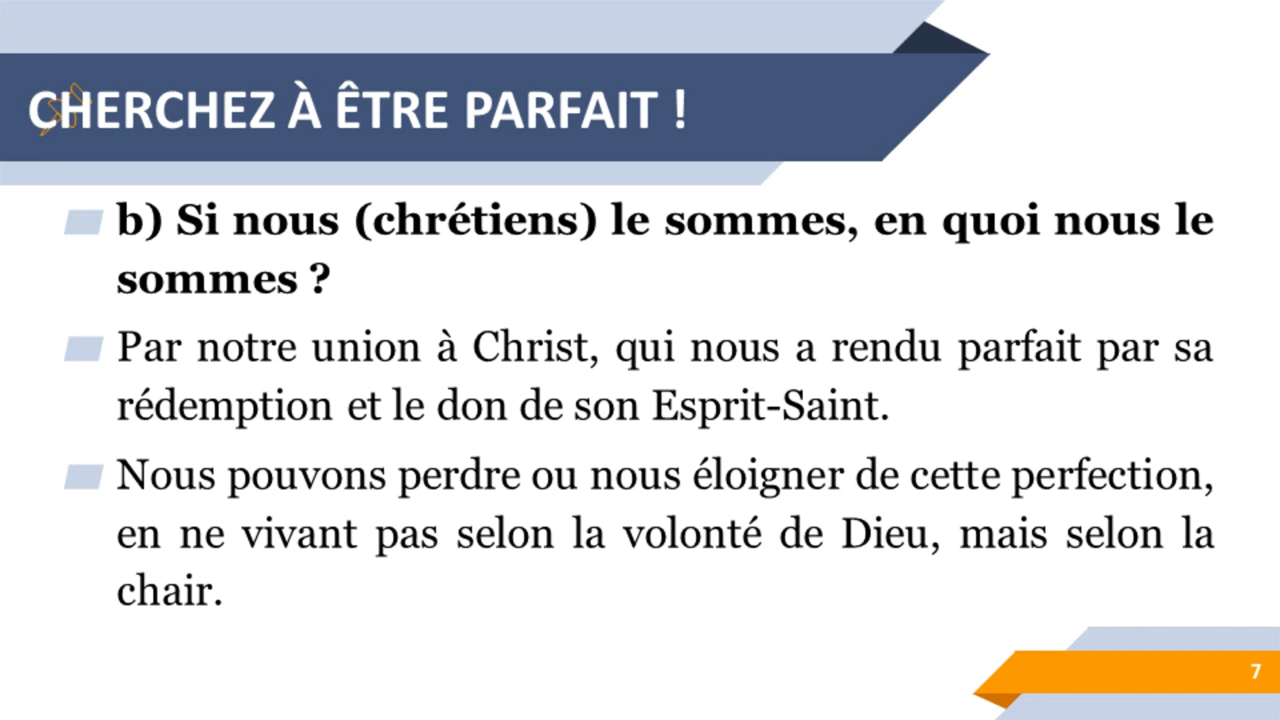 CHERCHEZ À ÊTRE PARFAIT !
b) Si nous (chrétiens) le sommes, en quoi nous le
sommes ?
Par notre union à Christ, qui nous a rendu parfait par sa
rédemption et le don de son Esprit-Saint.
Nous pouvons perdre ou nous éloigner de cette perfection,
en ne vivant pas selon la volonté de Dieu, mais selon la
chair.
7